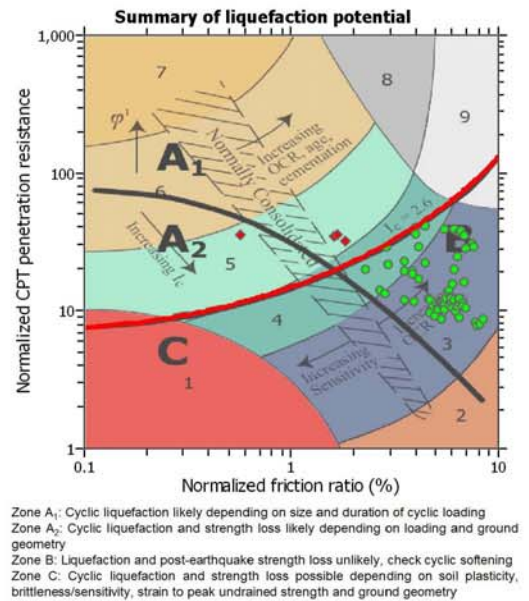 Summary of liquefaction potential
1,000
100
10
1
Normalized CPT penetration resistance
7
8
9
φ'
A1
Normally Consolidated
Increasing
OCR, age,
cementation
6
A2
Increasing Ic
5
Ic = 2.6
B
4
C
1
Increasing
Sensitivity
OCR
3
2
0.1
1
10
Normalized friction ratio (%)
Zone A1: Cyclic liquefaction likely depending on size and duration of cyclic loading
Zone A2: Cyclic liquefaction and strength loss likely depending on loading and ground
geometry
Zone B: Liquefaction and post-earthquake strength loss unlikely, check cyclic softening
Zone C: Cyclic liquefaction and strength loss possible depending on soil plasticity,
brittleness/sensitivity, strain to peak undrained strength and ground geometry